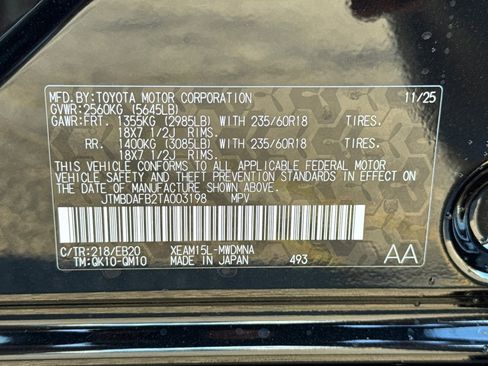 MFD.BY:TOYOTA MOTOR CORPORATION 11/25
GVWR:2560KG (5645LB)
GAWR:FRT. 1355KG (2985LB) WITH 235/60R18 TIRES.
18X7 1/2J RIMS.
RR. 1400KG (3085LB) WITH 235/60R18 TIRES.
18X7 1/2J RIMS.
THIS VEHICLE CONFORMS TO ALL APPLICABLE FEDERAL MOTOR
VEHICLE SAFETY AND THEFT PREVENTION STANDARDS IN EFFECT
ON THE DATE OF MANUFACTURE SHOWN ABOVE.
JTMBDAFB2TA003198 MPV
C/TR:218/EB20 XEAM15L-MWDMNA
TM:QK10-QM10 MADE IN JAPAN 493 AA